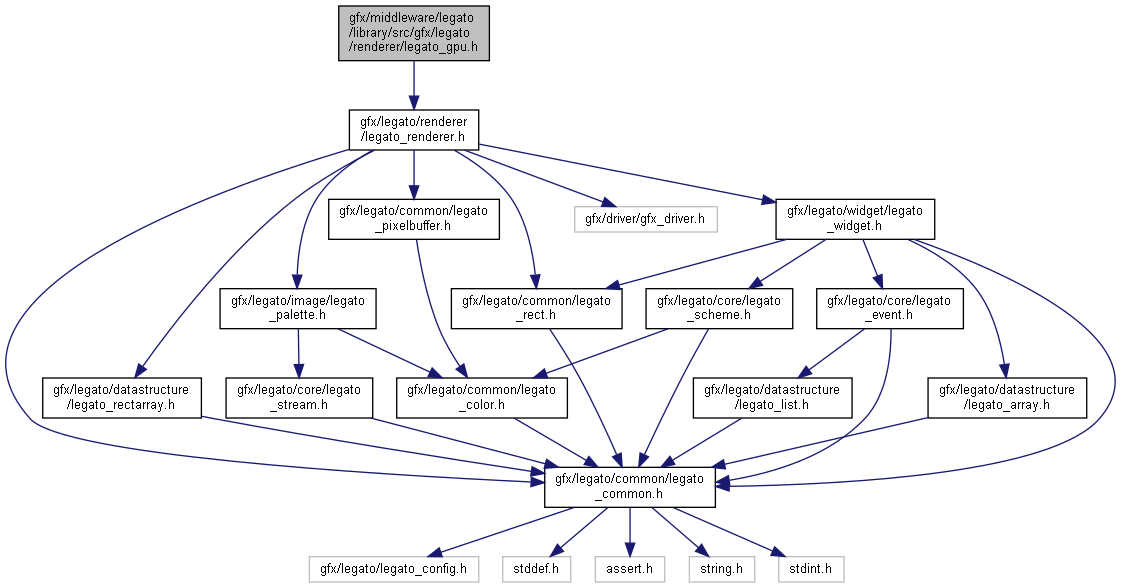 gfx/middleware/legato
/library/src/gfx/legato
/renderer/legato_gpu.h
gfx/legato/renderer
/legato_renderer.h
gfx/legato/common/legato
_pixelbuffer.h
gfx/driver/gfx_driver.h
gfx/legato/widget/legato
_widget.h
gfx/legato/image/legato
_palette.h
gfx/legato/common/legato
_rect.h
gfx/legato/core/legato
_scheme.h
gfx/legato/core/legato
_event.h
gfx/legato/datastructure
/legato_rectarray.h
gfx/legato/core/legato
_stream.h
gfx/legato/common/legato
_color.h
gfx/legato/datastructure
/legato_list.h
gfx/legato/datastructure
/legato_array.h
gfx/legato/common/legato
_common.h
gfx/legato/legato_config.h
stddef.h
assert.h
string.h
stdint.h